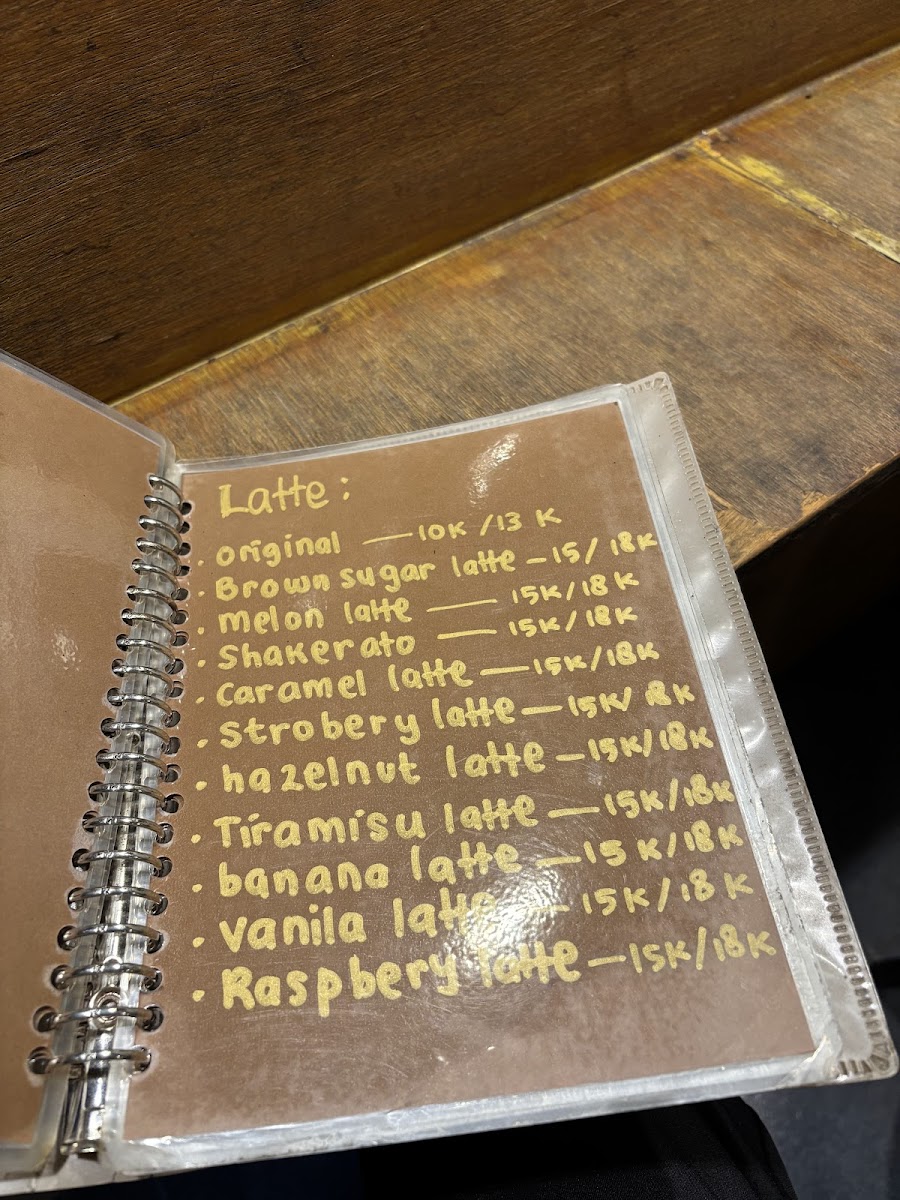 Latte:
. original — 10K / 13 K
. Brown sugar latte — 15 / 18K
. Melon latte — 15K / 18 K
. Shakerato — 15K / 18K
. Caramel latte — 15K / 18K
. Strobery latte — 15K/ 18K
. hazelnut latte — 15K/18K
. Tiramisu latte — 15K/18K
. banana latte — 15 K/18K
. Vanila latte — 15K/18 K
. Raspbery latte — 15K/18K